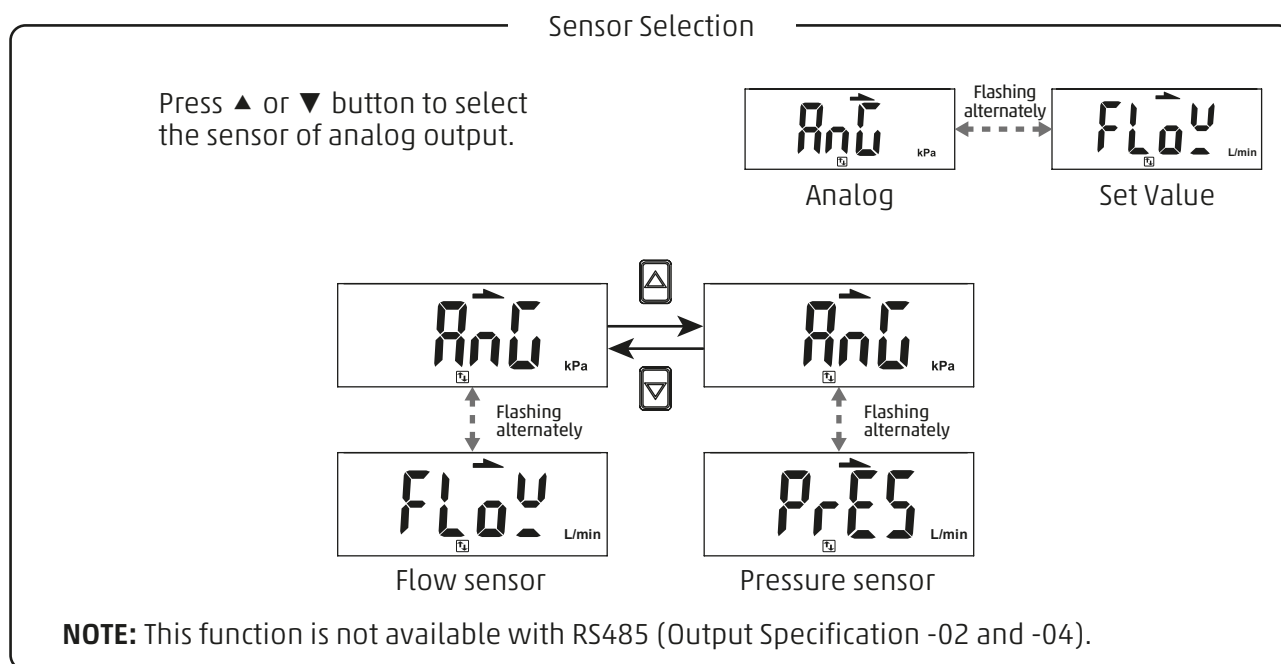 Sensor Selection
Press ▲ or ▼ button to select
the sensor of analog output.
AnG
kPa
Flashing
alternately
FLoW
L/min
Analog
Set Value
AnG
kPa
AnG
kPa
Flashing
alternately
Flashing
alternately
FLoW
L/min
PrES
L/min
Flow sensor
Pressure sensor
NOTE: This function is not available with RS485 (Output Specification -02 and -04).